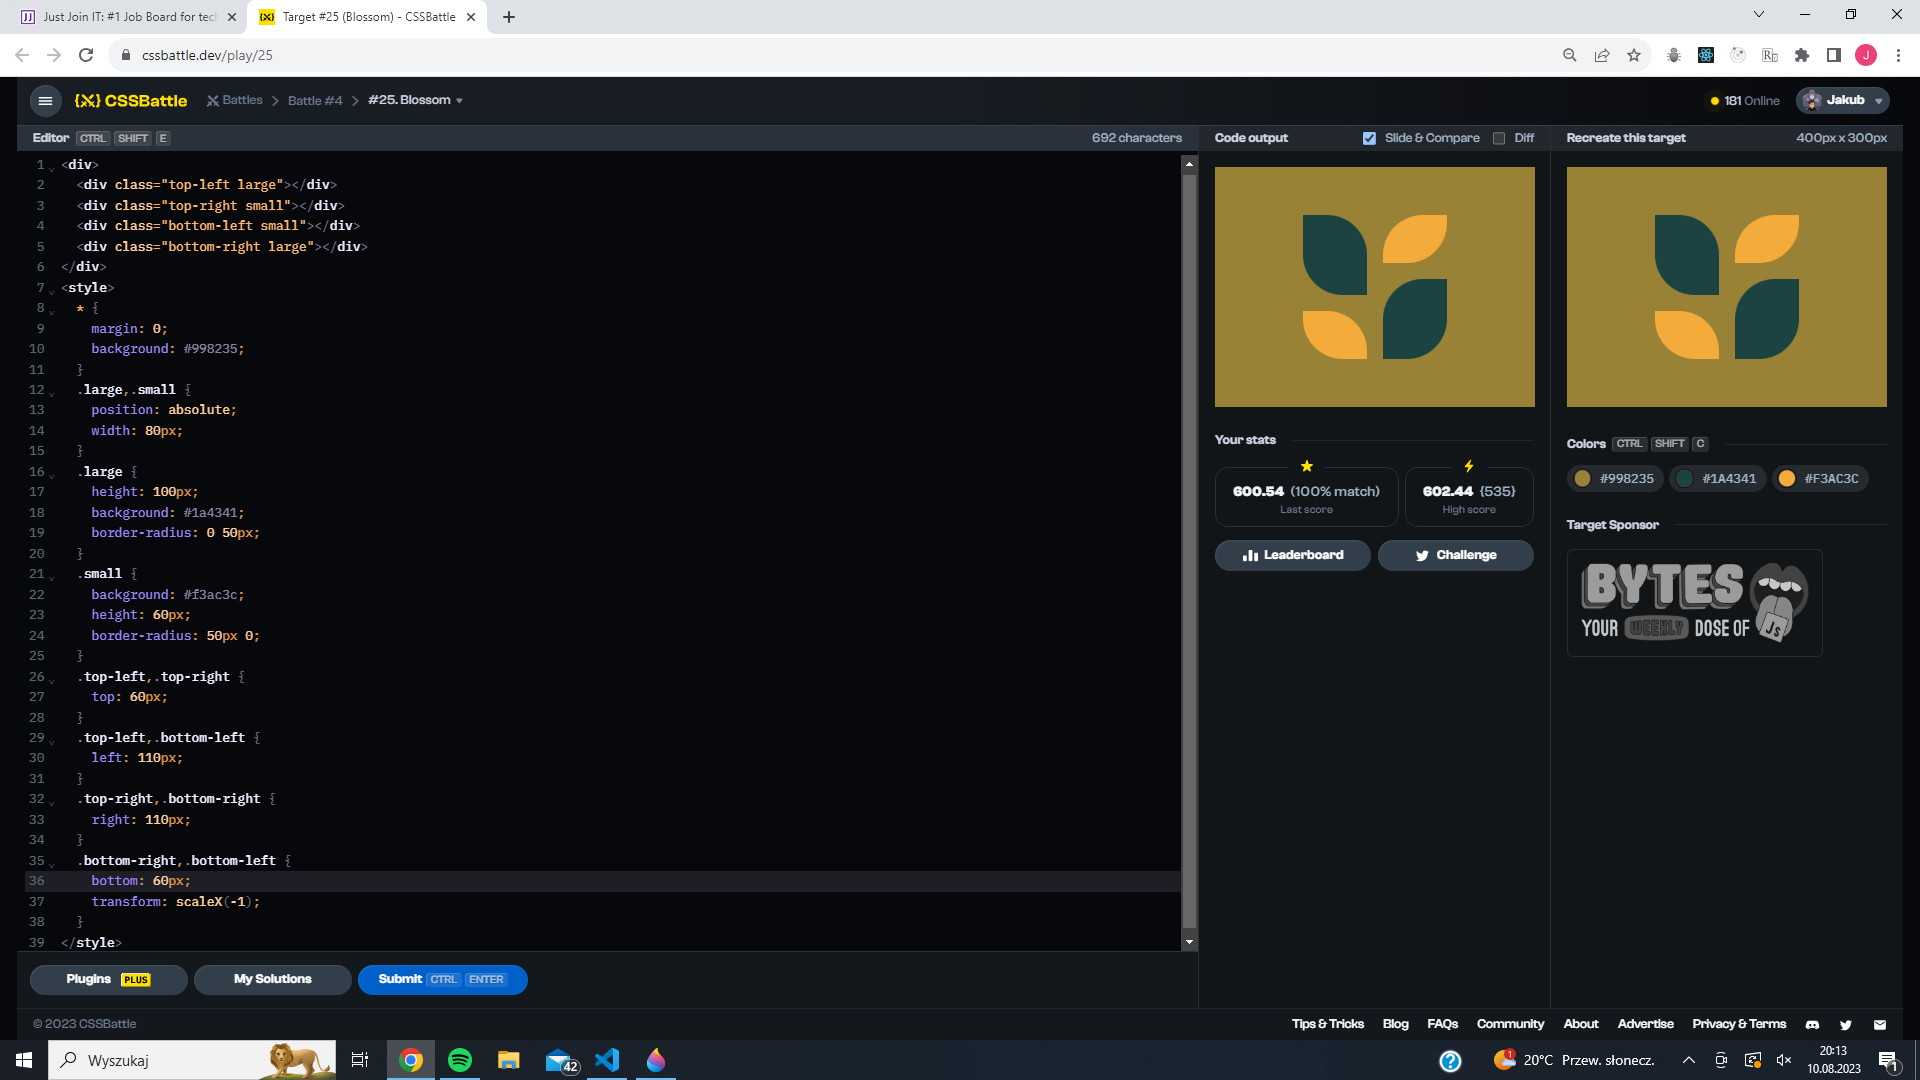 Just Join IT: #1 Job Board for tech
Target #25 (Blossom) - CSSBattle
cssbattle.dev/play/25
J
{X} CSSBattle
Battles
Battle #4
#25. Blossom
181 Online
Jakub
Editor CTRL SHIFT E
692 characters
Code output
Slide & Compare
Diff
Recreate this target
400px x 300px
1 <div>
2 <div class="top-left large"></div>
3 <div class="top-right small"></div>
4 <div class="bottom-left small"></div>
5 <div class="bottom-right large"></div>
6 </div>
7 <style>
8 * {
9 margin: 0;
10 background: #998235;
11 }
12 .large,.small {
13 position: absolute;
14 width: 80px;
15 }
16 .large {
17 height: 100px;
18 background: #1a4341;
19 border-radius: 0 50px;
20 }
21 .small {
22 background: #f3ac3c;
23 height: 60px;
24 border-radius: 50px 0;
25 }
26 .top-left,.top-right {
27 top: 60px;
28 }
29 .top-left,.bottom-left {
30 left: 110px;
31 }
32 .top-right,.bottom-right {
33 right: 110px;
34 }
35 .bottom-right,.bottom-left {
36 bottom: 60px;
37 transform: scaleX(-1);
38 }
39 </style>
Your stats
600.54 (100% match)
Last score
602.44 {535}
High score
Leaderboard
Challenge
Colors CTRL SHIFT C
#998235
#1A4341
#F3AC3C
Target Sponsor
BYTES
YOUR WEEKLY DOSE OF JS
Plugins PLUS
My Solutions
Submit CTRL ENTER
© 2023 CSSBattle
Tips & Tricks
Blog
FAQs
Community
About
Advertise
Privacy & Terms
Wyszukaj
42
1
20°C Przew. słonecz.
20:13
10.08.2023
1